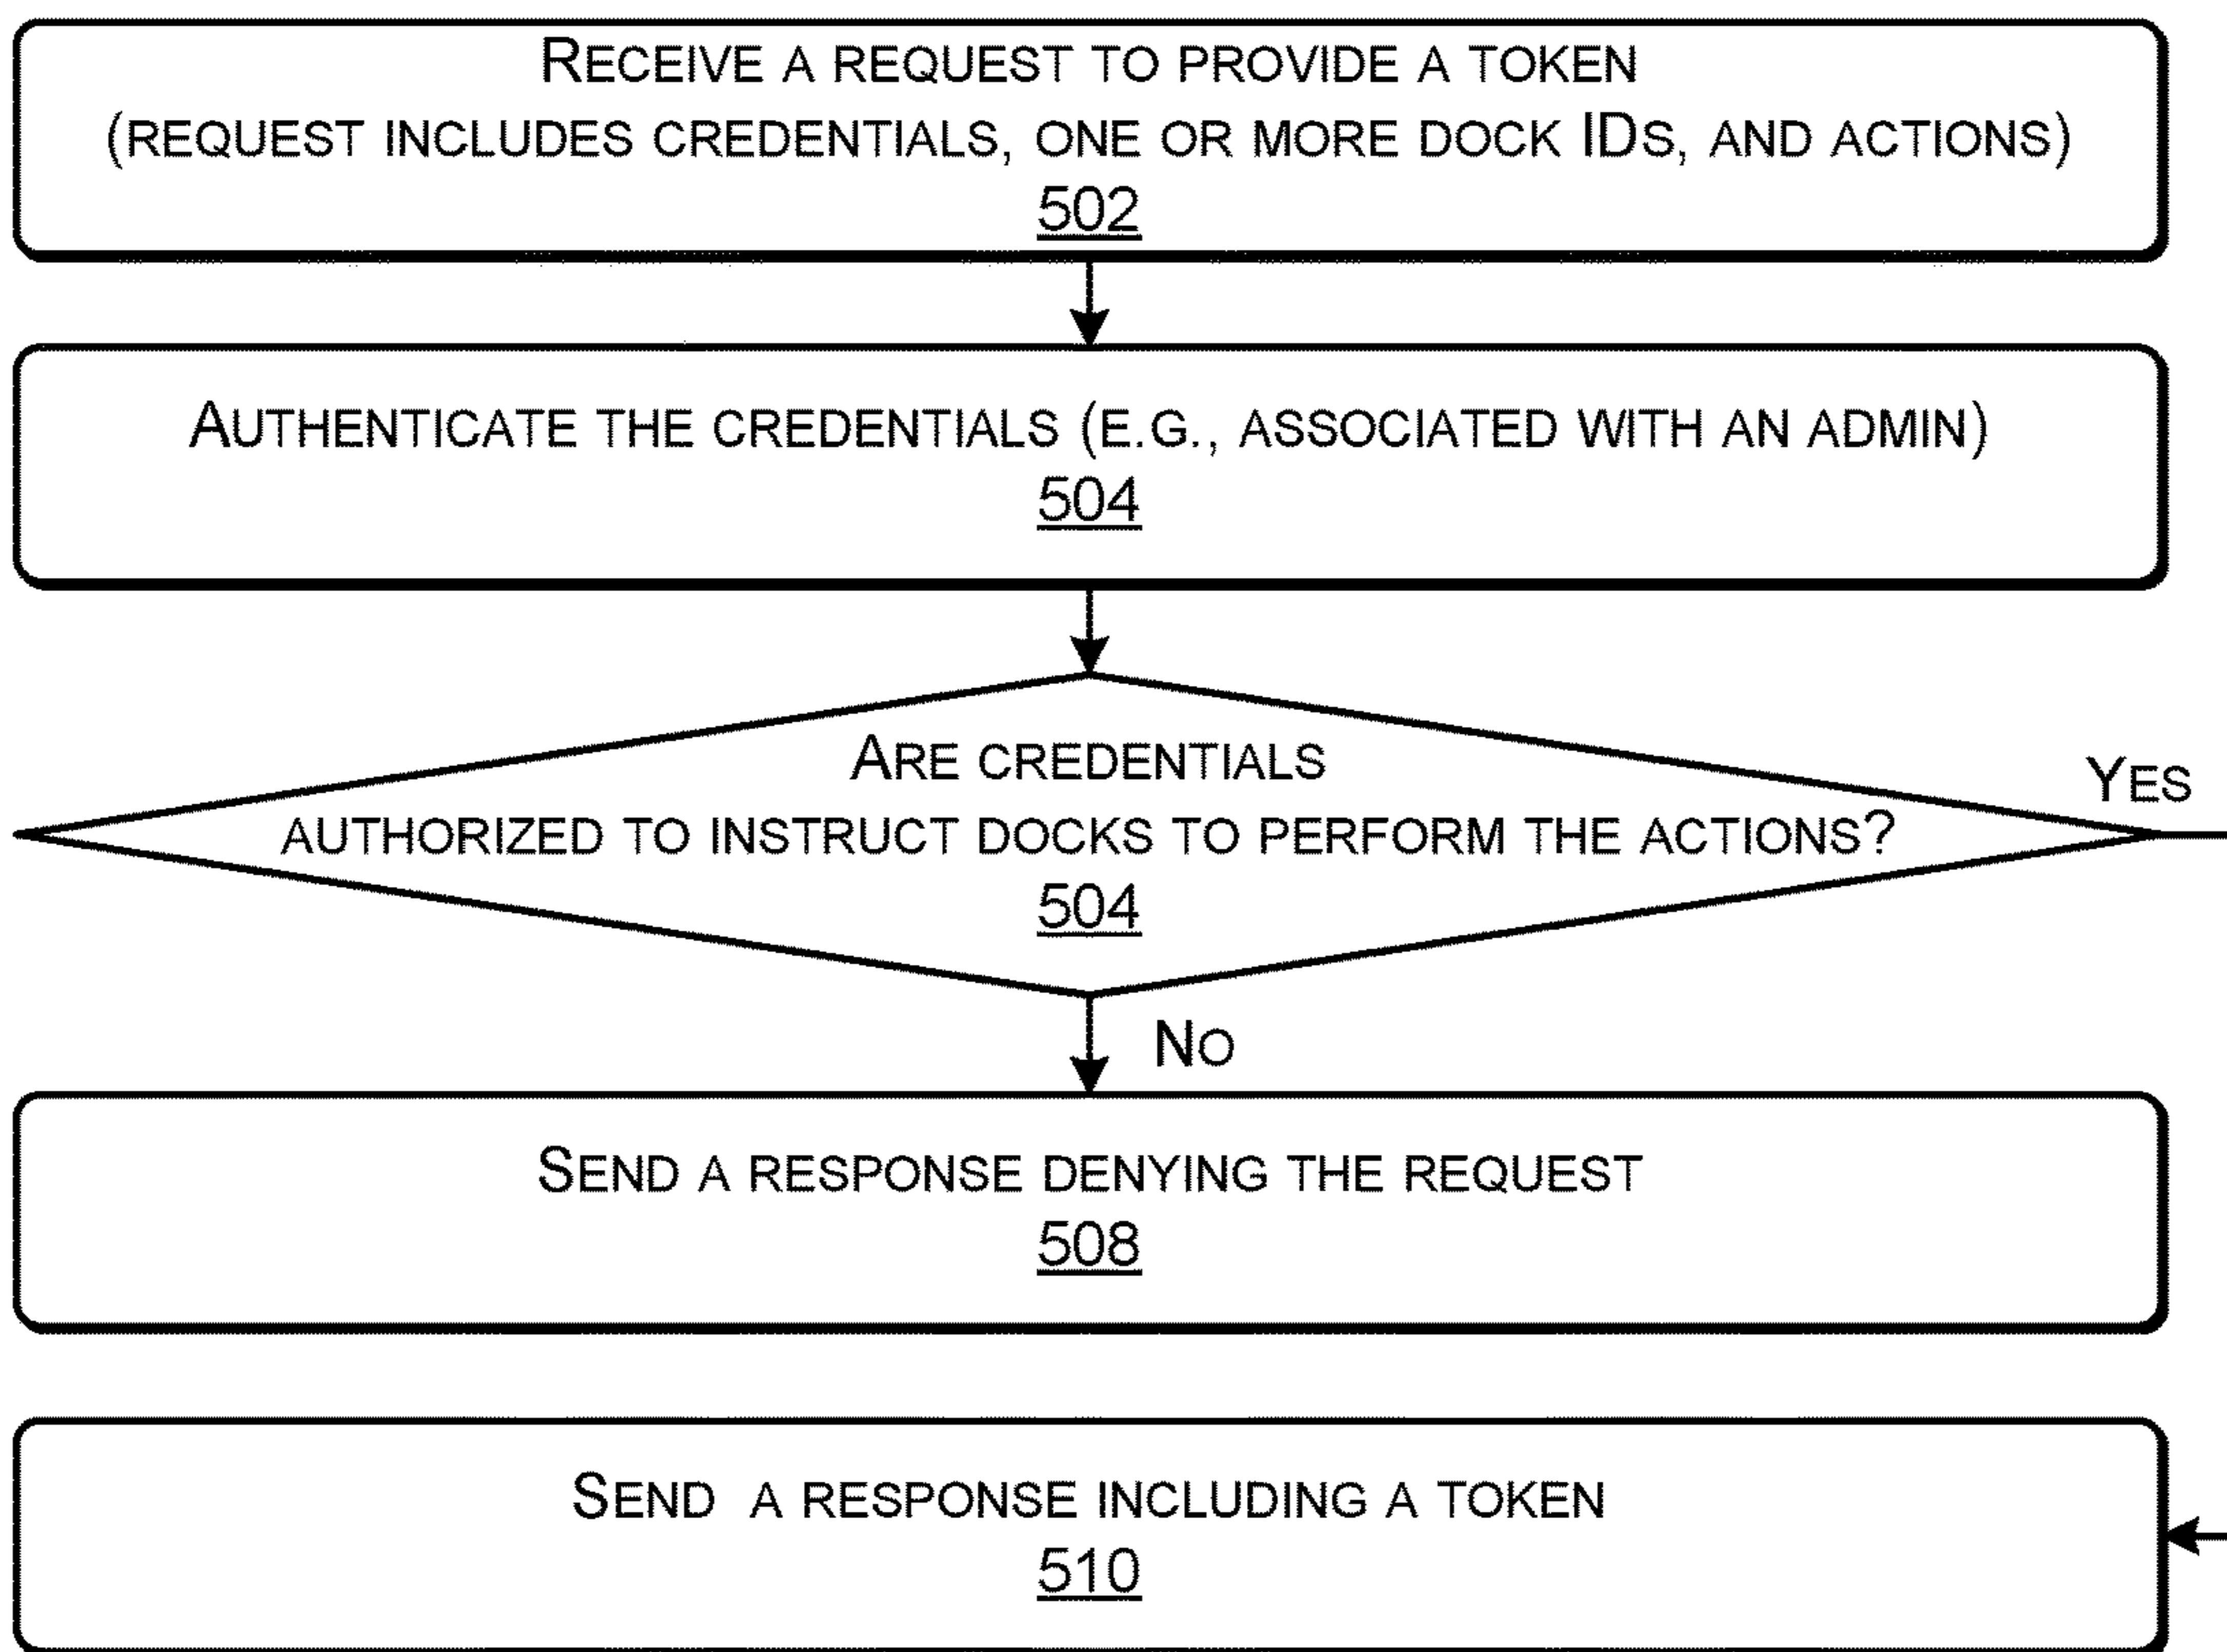 RECEIVE A REQUEST TO PROVIDE A TOKEN
(REQUEST INCLUDES CREDENTIALS, ONE OR MORE DOCK IDS, AND ACTIONS)
502
AUTHENTICATE THE CREDENTIALS (E.G., ASSOCIATED WITH AN ADMIN)
504
ARE CREDENTIALS
AUTHORIZED TO INSTRUCT DOCKS TO PERFORM THE ACTIONS?
504
YES
NO
SEND A RESPONSE DENYING THE REQUEST
508
SEND A RESPONSE INCLUDING A TOKEN
510